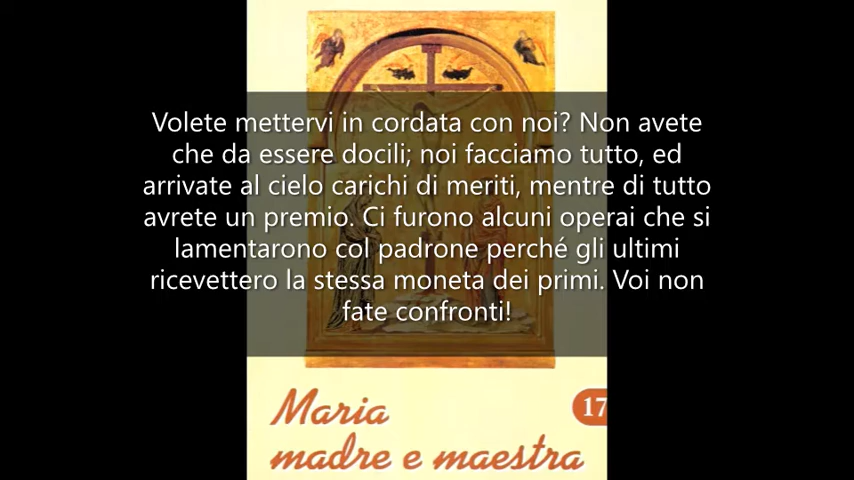 Volete mettervi in cordata con noi? Non avete
che da essere docili; noi facciamo tutto, ed
arrivate al cielo carichi di meriti, mentre di tutto
avrete un premio. Ci furono alcuni operai che si
lamentarono col padrone perché gli ultimi
ricevettero la stessa moneta dei primi. Voi non
fate confronti!
Maria
17
madre e maestra